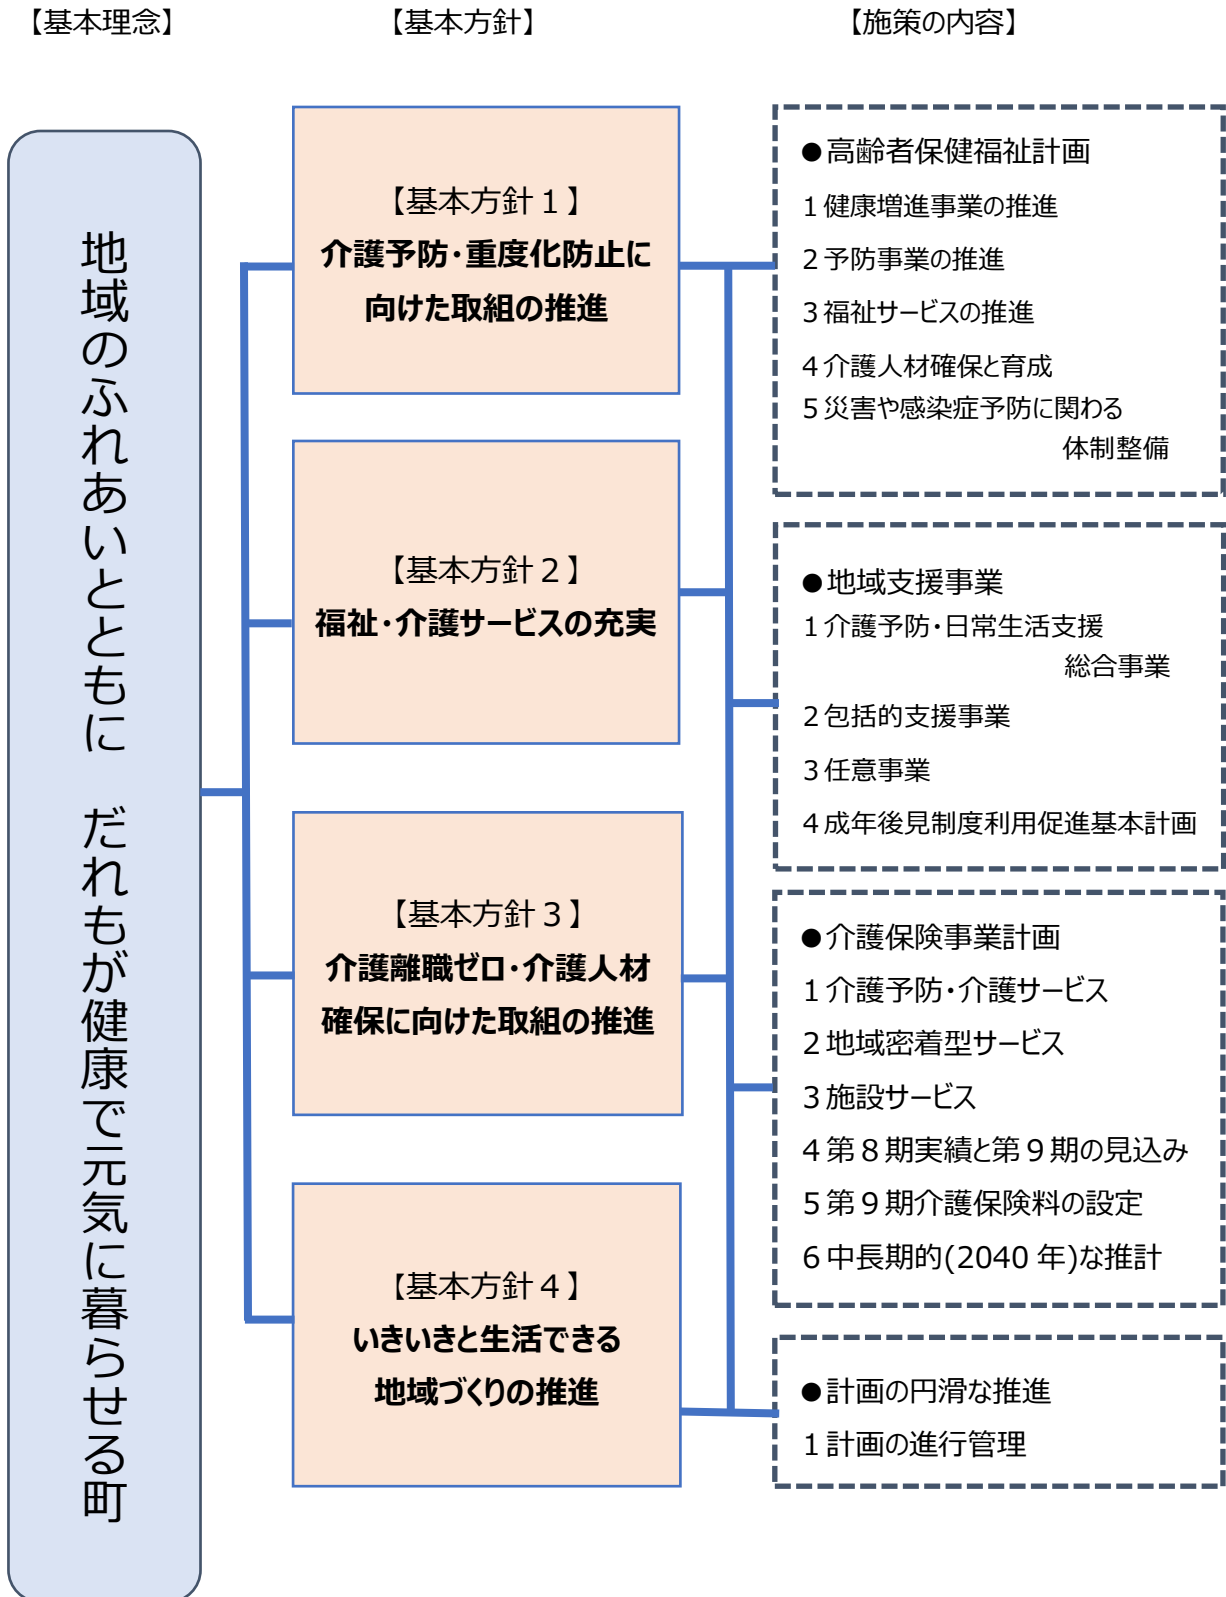 【基本理念】
【基本方針】
【施策の内容】
地域のふれあいとともに　だれもが健康で元気に暮らせる町
【基本方針１】
介護予防・重度化防止に
向けた取組の推進
【基本方針２】
福祉・介護サービスの充実
【基本方針３】
介護離職ゼロ・介護人材
確保に向けた取組の推進
【基本方針４】
いきいきと生活できる
地域づくりの推進
●高齢者保健福祉計画
１健康増進事業の推進
２予防事業の推進
３福祉サービスの推進
４介護人材確保と育成
５災害や感染症予防に関わる
体制整備
●地域支援事業
１介護予防・日常生活支援
総合事業
２包括的支援事業
３任意事業
４成年後見制度利用促進基本計画
●介護保険事業計画
１介護予防・介護サービス
２地域密着型サービス
３施設サービス
４第８期実績と第９期の見込み
５第９期介護保険料の設定
６中長期的(2040 年)な推計
●計画の円滑な推進
１計画の進行管理